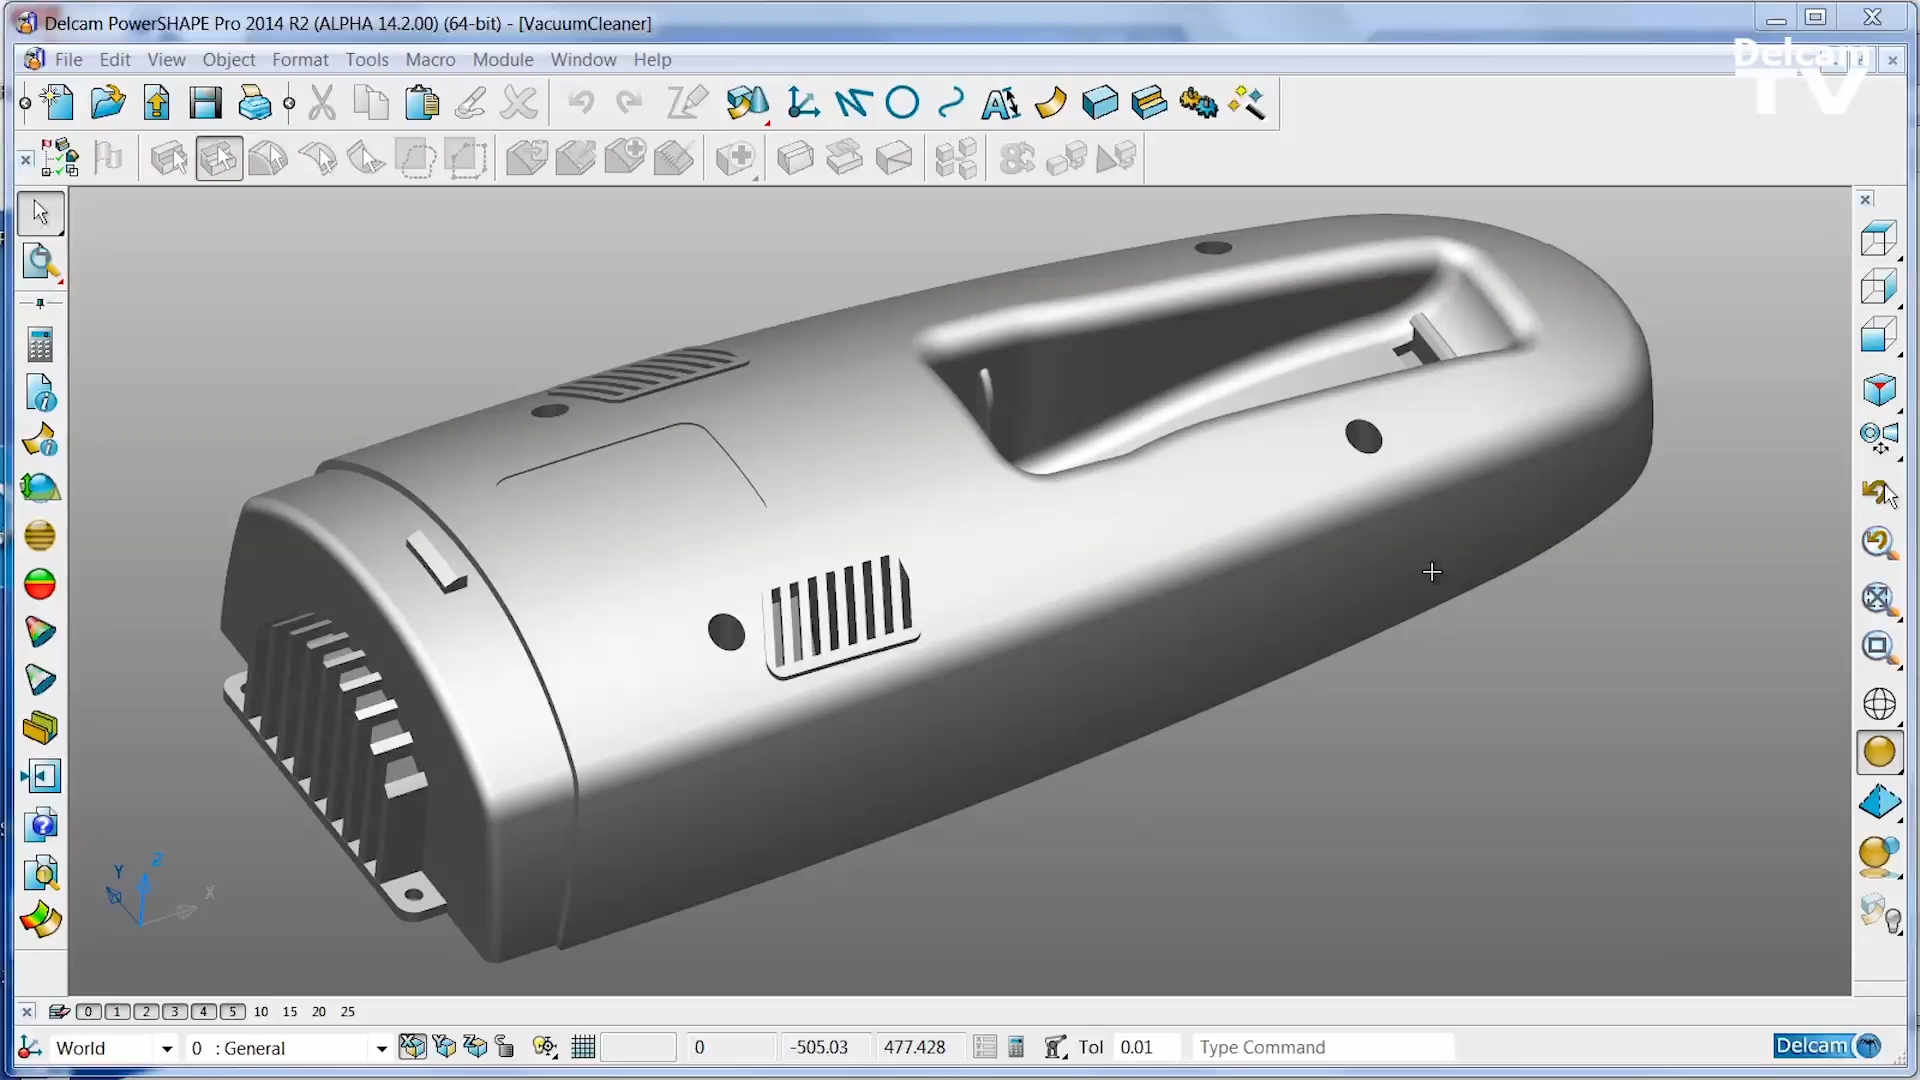 Delcam PowerSHAPE Pro 2014 R2 (ALPHA 14.2.00) (64-bit) - [VacuumCleaner]
File Edit View Object Format Tools Macro Module Window Help
Delcam
TV
Y Z X
0 1 2 3 4 5 10 15 20 25
World 0 : General 0 -505.03 477.428 Tol 0.01 Type Command Delcam